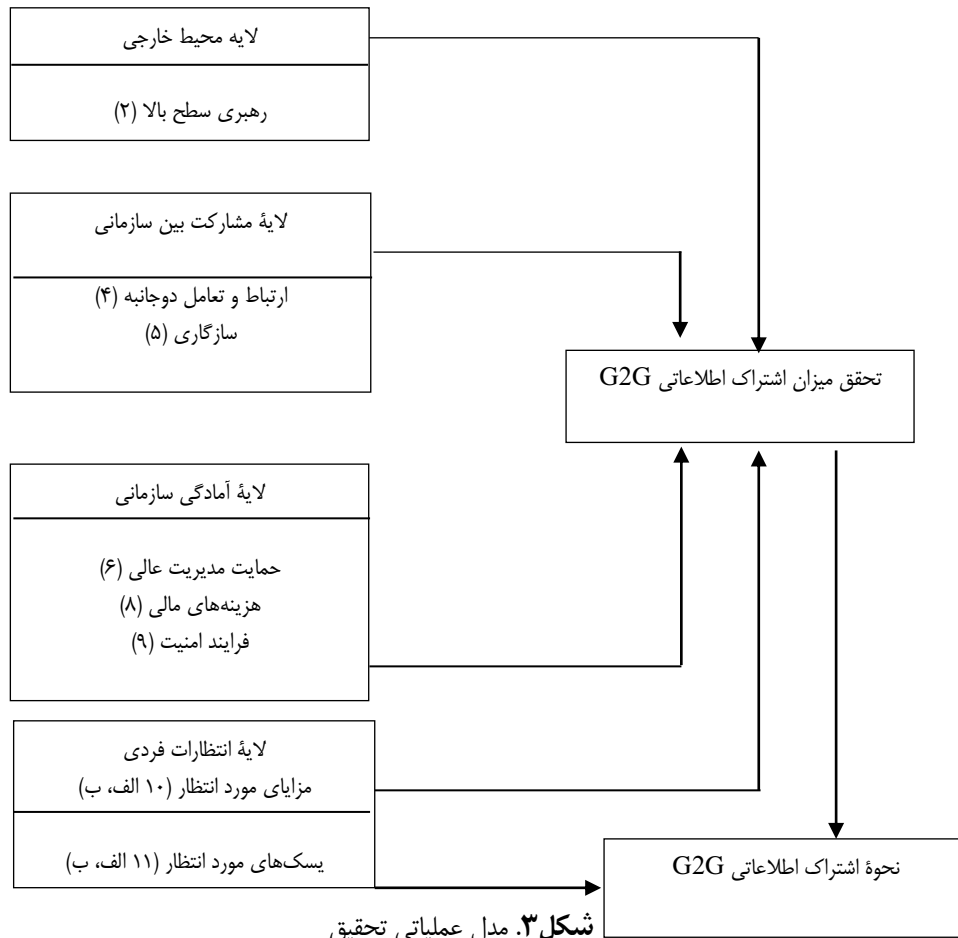 لایه محیط خارجی
رهبری سطح بالا (۲)
لایهٔ مشارکت بین سازمانی
ارتباط و تعامل دوجانبه (۴)
سازگاری (۵)
تحقق میزان اشتراک اطلاعاتی G2G
لایهٔ آمادگی سازمانی
حمایت مدیریت عالی (۶)
هزینه‌های مالی (۸)
فرایند امنیت (۹)
لایهٔ انتظارات فردی
مزایای مورد انتظار (۱۰ الف، ب)
یسک‌های مورد انتظار (۱۱ الف، ب)
نحوهٔ اشتراک اطلاعاتی G2G
شکل۳. مدل عملیاتی تحقیق